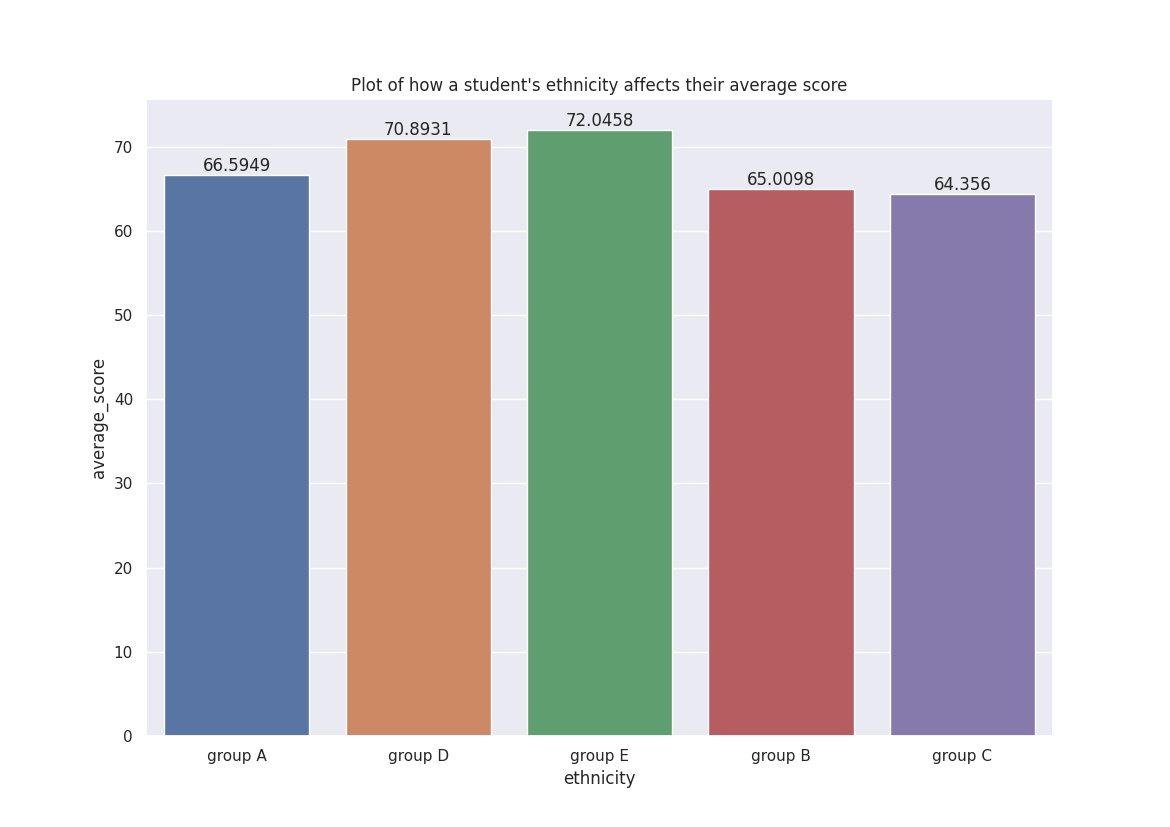 Plot of how a student's ethnicity affects their average score
66.5949
70.8931
72.0458
65.0098
64.356
average_score
70
60
50
40
30
20
10
0
group A
group D
group E
group B
group C
ethnicity